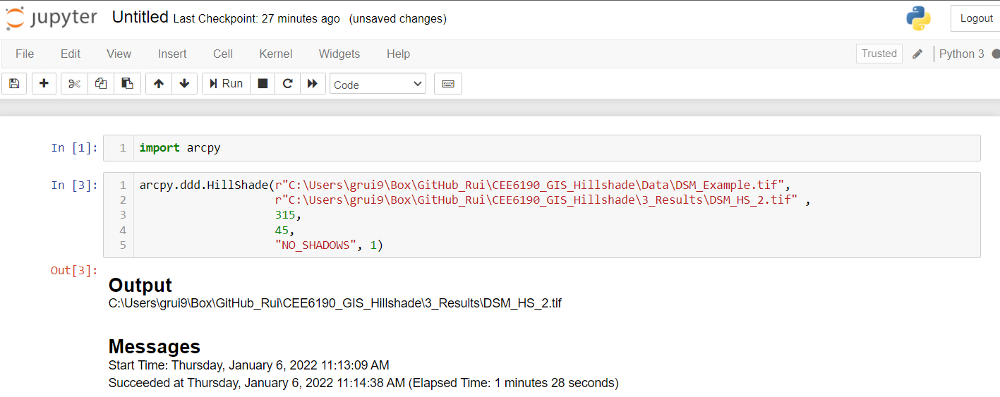 jupyter Untitled Last Checkpoint: 27 minutes ago (unsaved changes) Logout
File Edit View Insert Cell Kernel Widgets Help Trusted Python 3
Run Code
In [1]: 1 import arcpy
In [3]: 1 arcpy.ddd.HillShade(r"C:\Users\grui9\Box\GitHub_Rui\CEE6190_GIS_Hillshade\Data\DSM_Example.tif",
2 r"C:\Users\grui9\Box\GitHub_Rui\CEE6190_GIS_Hillshade\3_Results\DSM_HS_2.tif" ,
3 315,
4 45,
5 "NO_SHADOWS", 1)
Out[3]:
Output
C:\Users\grui9\Box\GitHub_Rui\CEE6190_GIS_Hillshade\3_Results\DSM_HS_2.tif
Messages
Start Time: Thursday, January 6, 2022 11:13:09 AM
Succeeded at Thursday, January 6, 2022 11:14:38 AM (Elapsed Time: 1 minutes 28 seconds)